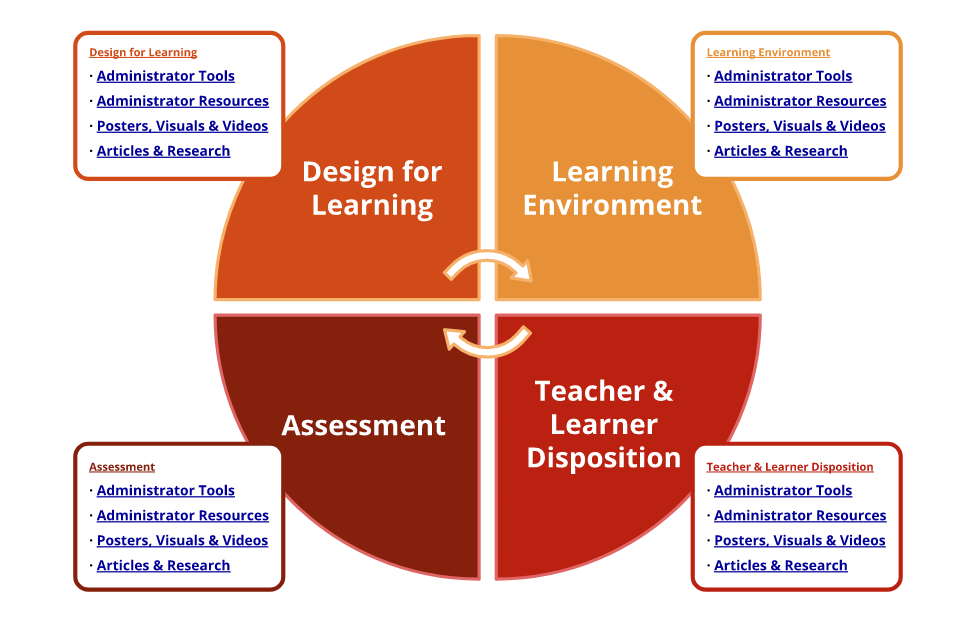 Design for Learning
· Administrator Tools
· Administrator Resources
· Posters, Visuals & Videos
· Articles & Research
Learning Environment
· Administrator Tools
· Administrator Resources
· Posters, Visuals & Videos
· Articles & Research
Design for
Learning
Learning
Environment
Assessment
Teacher &
Learner
Disposition
Assessment
· Administrator Tools
· Administrator Resources
· Posters, Visuals & Videos
· Articles & Research
Teacher & Learner Disposition
· Administrator Tools
· Administrator Resources
· Posters, Visuals & Videos
· Articles & Research